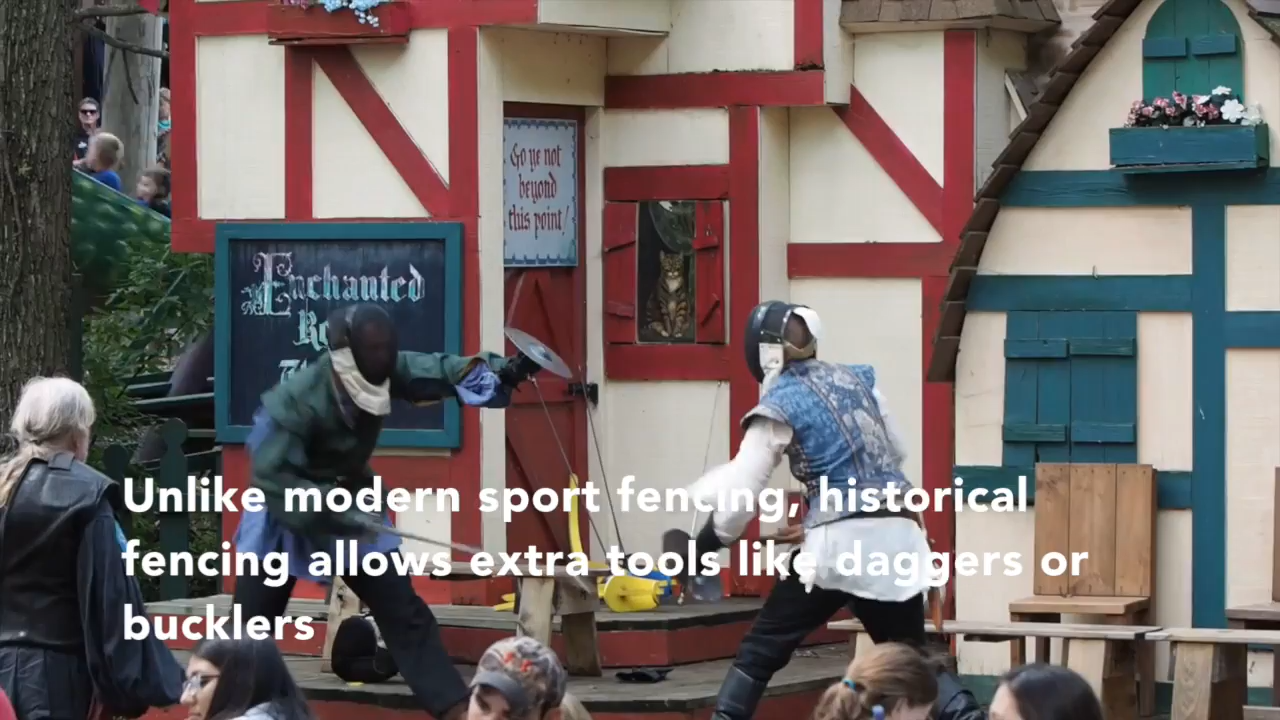 Go ye not
beyond
this point!
Enchanted
Unlike modern sport fencing, historical
fencing allows extra tools like daggers or
bucklers